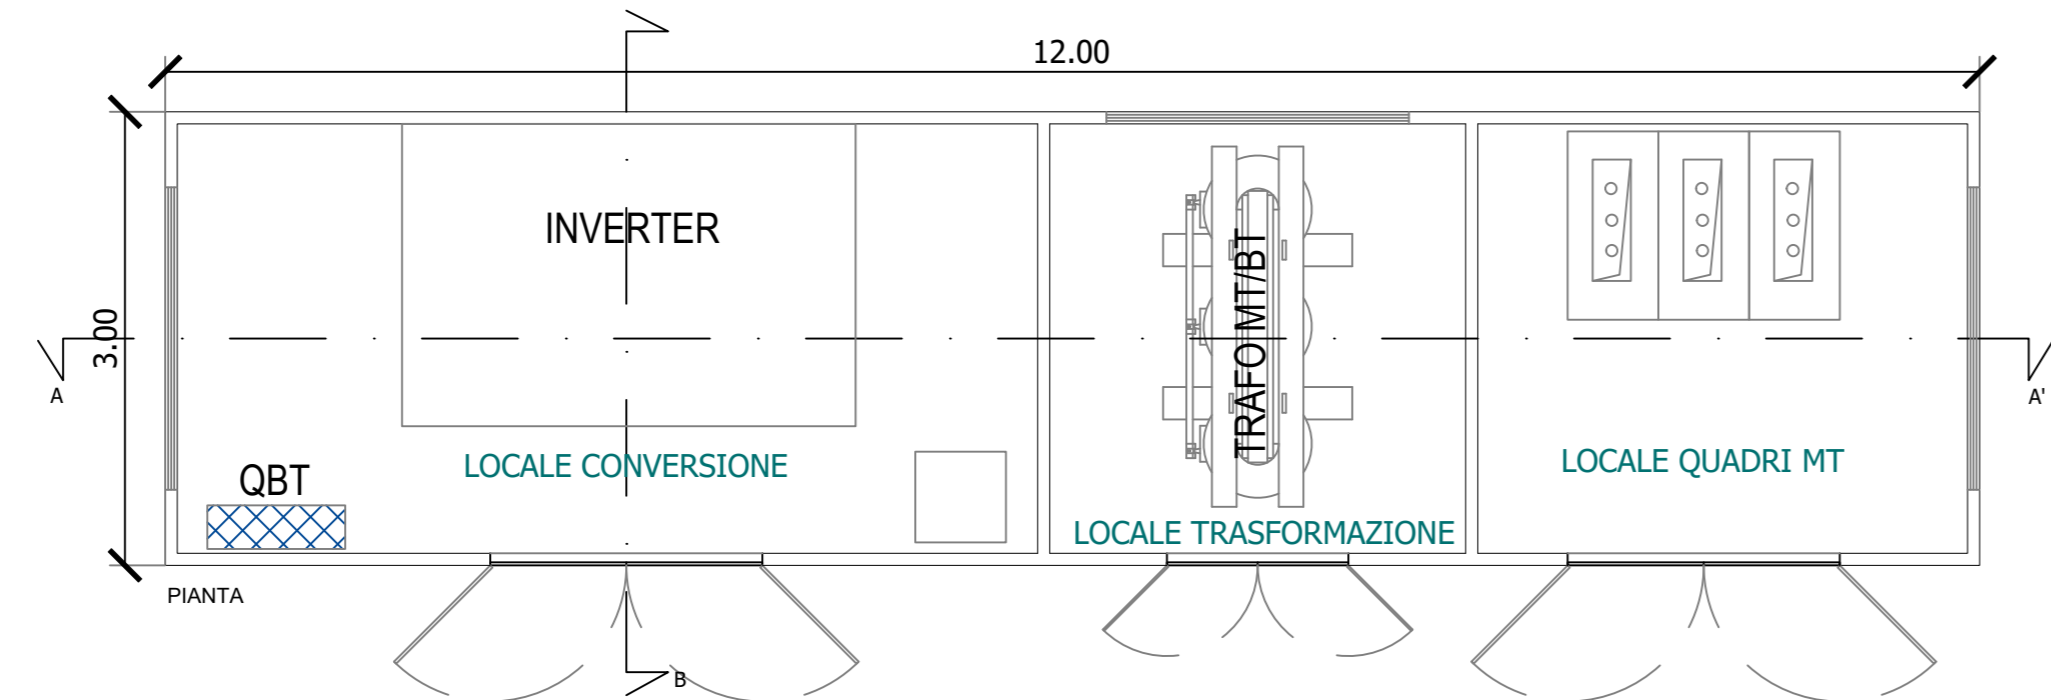 12.00
INVERTER
TRAFO MT/BT
3.00
A
A'
LOCALE CONVERSIONE
LOCALE QUADRI MT
QBT
LOCALE TRASFORMAZIONE
PIANTA
B